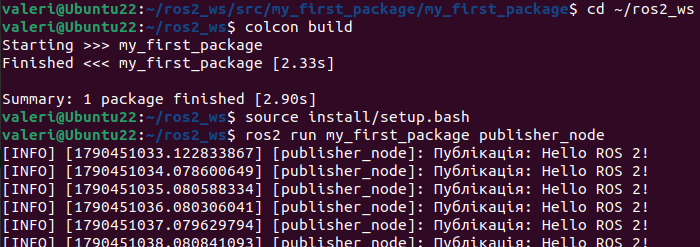 valeri@Ubuntu22:~/ros2_ws/src/my_first_package/my_first_package$ cd ~/ros2_ws
valeri@Ubuntu22:~/ros2_ws$ colcon build
Starting >>> my_first_package
Finished <<< my_first_package [2.33s]
Summary: 1 package finished [2.90s]
valeri@Ubuntu22:~/ros2_ws$ source install/setup.bash
valeri@Ubuntu22:~/ros2_ws$ ros2 run my_first_package publisher_node
[INFO] [1790451033.122833867] [publisher_node]: Публікація: Hello ROS 2!
[INFO] [1790451034.078600649] [publisher_node]: Публікація: Hello ROS 2!
[INFO] [1790451035.080588334] [publisher_node]: Публікація: Hello ROS 2!
[INFO] [1790451036.080306041] [publisher_node]: Публікація: Hello ROS 2!
[INFO] [1790451037.079629794] [publisher_node]: Публікація: Hello ROS 2!
[INFO] [1790451038.080841093] [publisher_node]: Публікація: Hello ROS 2!